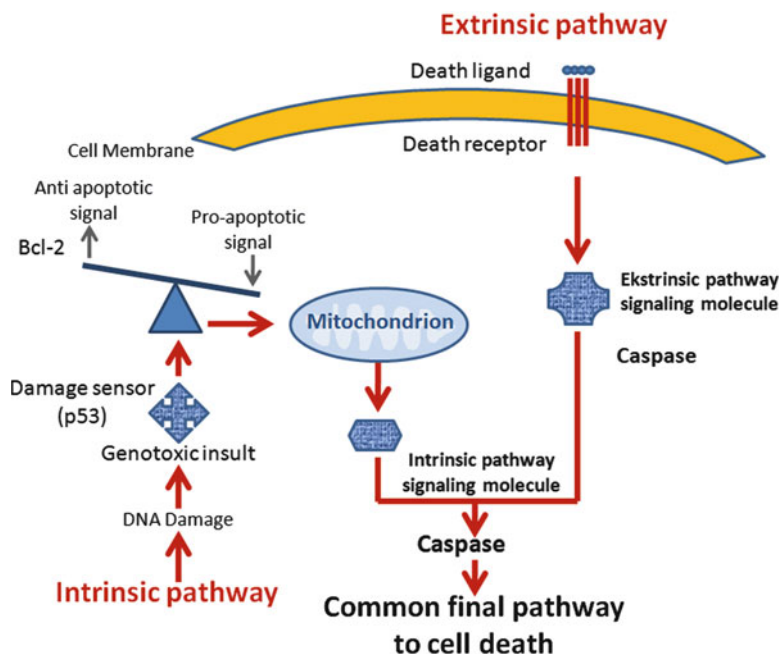 Extrinsic pathway
Death ligand
Death receptor
Cell Membrane
Anti apoptotic
signal
Pro-apoptotic
signal
Bcl-2
Mitochondrion
Ekstrinsic pathway
signaling molecule
Caspase
Damage sensor
(p53)
Genotoxic insult
Intrinsic pathway
signaling molecule
DNA Damage
Caspase
Intrinsic pathway
Common final pathway
to cell death